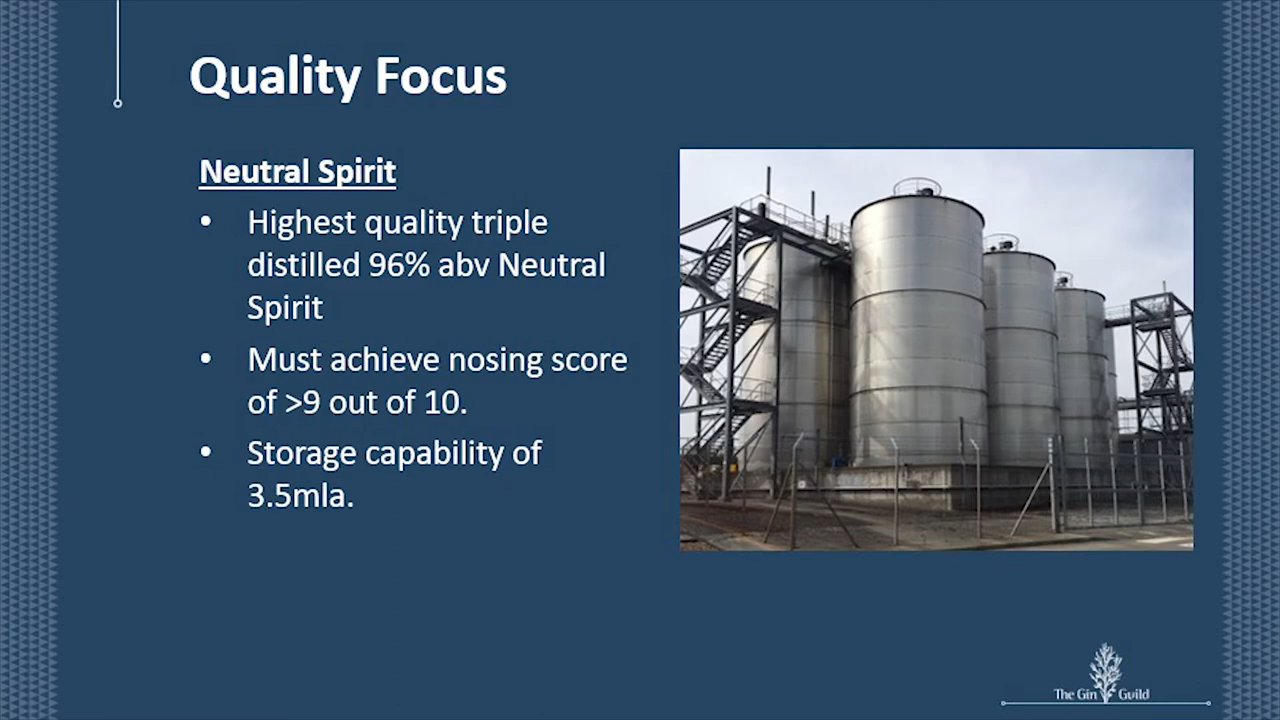 Quality Focus
Neutral Spirit
• Highest quality triple
distilled 96% abv Neutral
Spirit
• Must achieve nosing score
of >9 out of 10.
• Storage capability of
3.5mla.
The Gin Guild